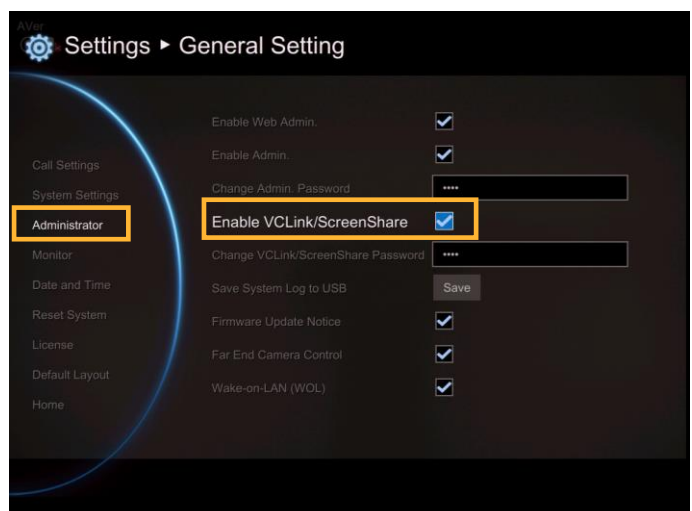 AVer
Settings ▸ General Setting
Enable Web Admin.
Enable Admin.
Call Settings
System Settings
Change Admin. Password ••••
Administrator
Enable VCLink/ScreenShare
Monitor
Change VCLink/ScreenShare Password ••••
Date and Time
Save System Log to USB Save
Reset System
Firmware Update Notice
License
Far End Camera Control
Default Layout
Wake-on-LAN (WOL)
Home